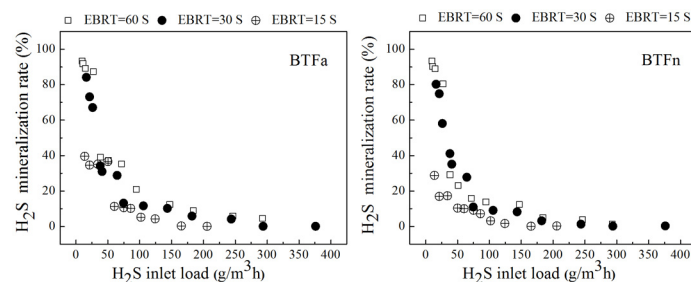 EBRT=60 S EBRT=30 S EBRT=15 S
BTFa
H2S mineralization rate (%)
100
80
60
40
20
0
0 50 100 150 200 250 300 350 400
H2S inlet load (g/m3h)
EBRT=60 S EBRT=30 S EBRT=15 S
BTFn
H2S mineralization rate (%)
100
80
60
40
20
0
0 50 100 150 200 250 300 350 400
H2S inlet load (g/m3h)